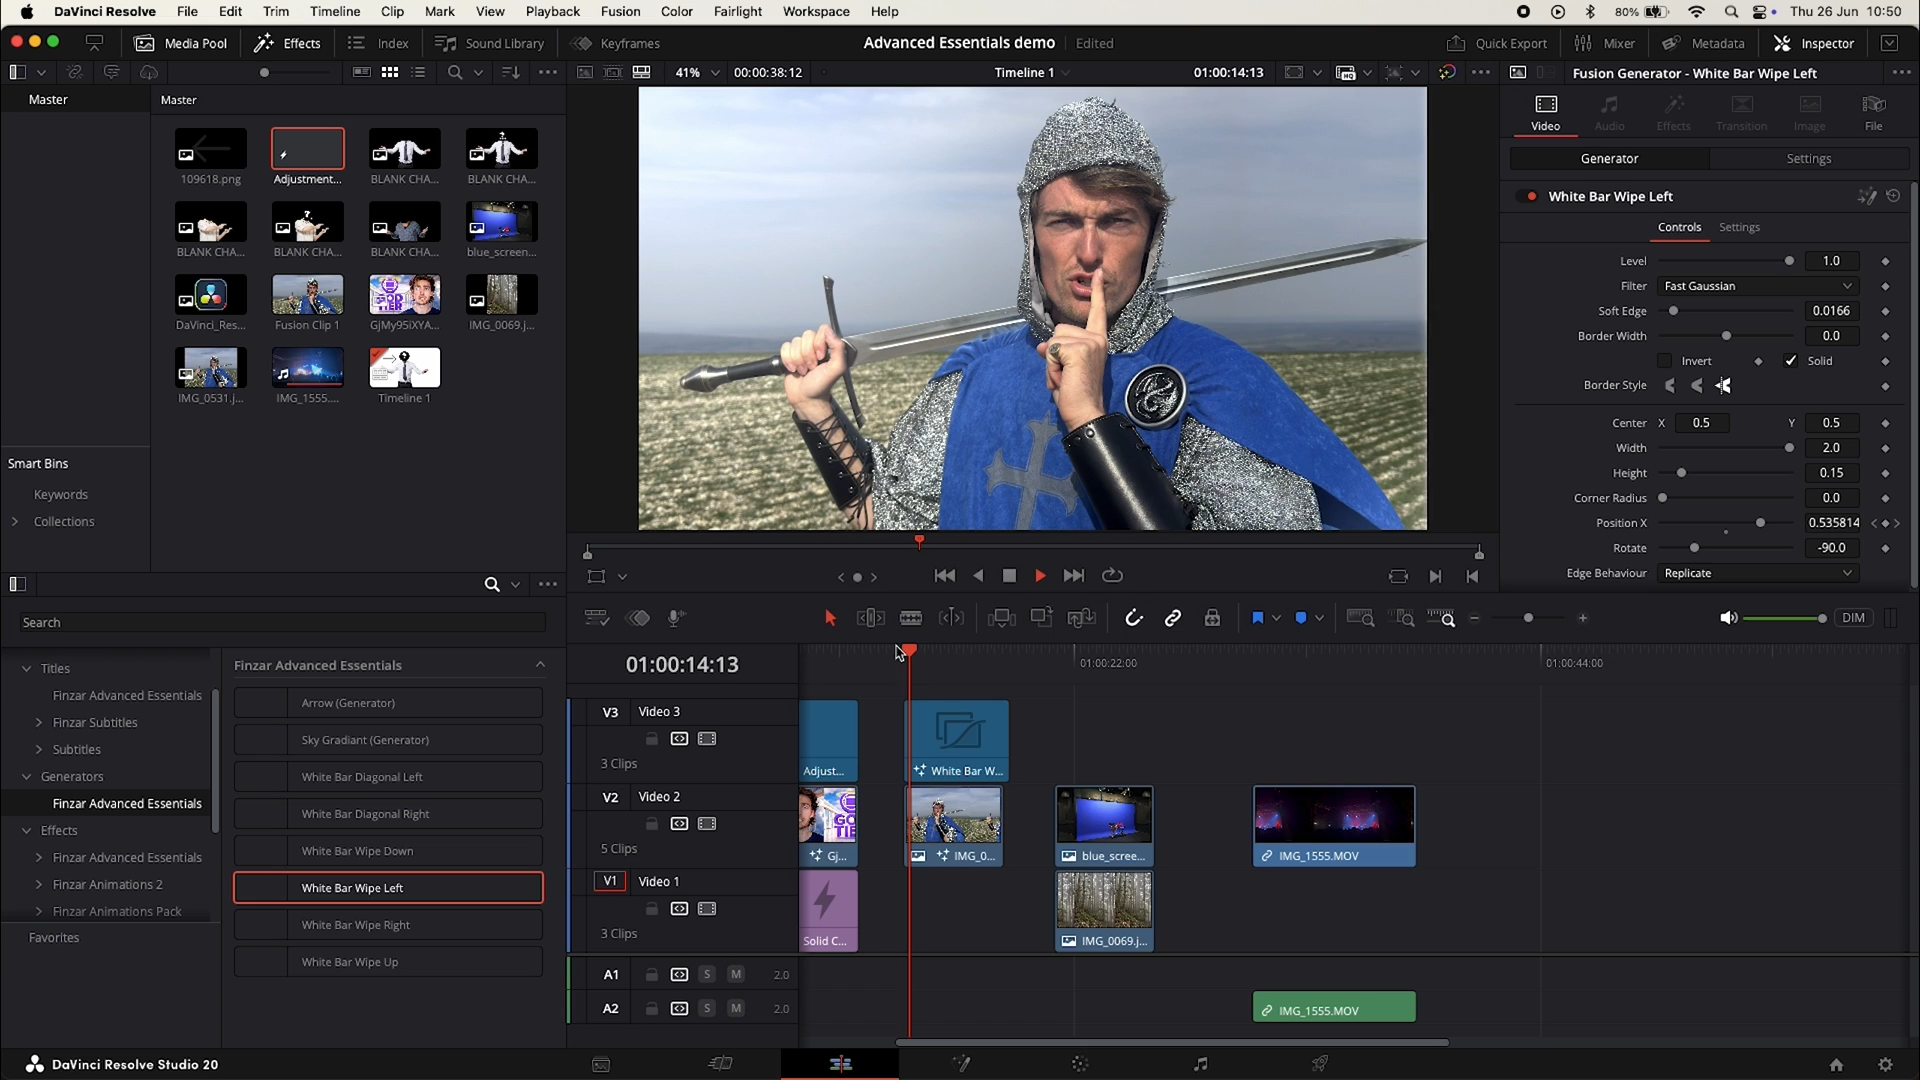 DaVinci Resolve File Edit Trim Timeline Clip Mark View Playback Fusion Color Fairlight Workspace Help 80% Thu 26 Jun 10:50
Media Pool Effects Index Sound Library Keyframes Advanced Essentials demo Edited Quick Export Mixer Metadata Inspector
41% 00:00:38:12 Timeline 1 01:00:14:13 Fusion Generator - White Bar Wipe Left
Master Master
Video Audio Effects Transition Image File
Generator Settings
109618.png Adjustment... BLANK CHA... BLANK CHA...
White Bar Wipe Left
Controls Settings
BLANK CHA... BLANK CHA... BLANK CHA... blue_screen...
Level 1.0
Filter Fast Gaussian
Soft Edge 0.0166
DaVinci_Res... Fusion Clip 1 GjMy95iXYA... IMG_0069.j...
Border Width 0.0
Invert Solid
Border Style
IMG_0531.j... IMG_1555.... Timeline 1
Center X 0.5 Y 0.5
Width 2.0
Smart Bins
Height 0.15
Keywords
Corner Radius 0.0
Collections
Position X 0.535814
Rotate -90.0
Edge Behaviour Replicate
Search
DIM
Titles
Finzar Advanced Essentials
Finzar Subtitles
Subtitles
Generators
Finzar Advanced Essentials
Effects
Finzar Advanced Essentials
Finzar Animations 2
Finzar Animations Pack
Favorites
Finzar Advanced Essentials
Arrow (Generator)
Sky Gradient (Generator)
White Bar Diagonal Left
White Bar Diagonal Right
White Bar Wipe Down
White Bar Wipe Left
White Bar Wipe Right
White Bar Wipe Up
01:00:14:13 01:00:22:00 01:00:44:00
V3 Video 3
3 Clips
Adjust... White Bar W...
V2 Video 2
5 Clips
Gj... IMG_0... blue_scree... IMG_1555.MOV
V1 Video 1
3 Clips
Solid C... IMG_0069.j...
A1 S M 2.0
A2 S M 2.0 IMG_1555.MOV
DaVinci Resolve Studio 20